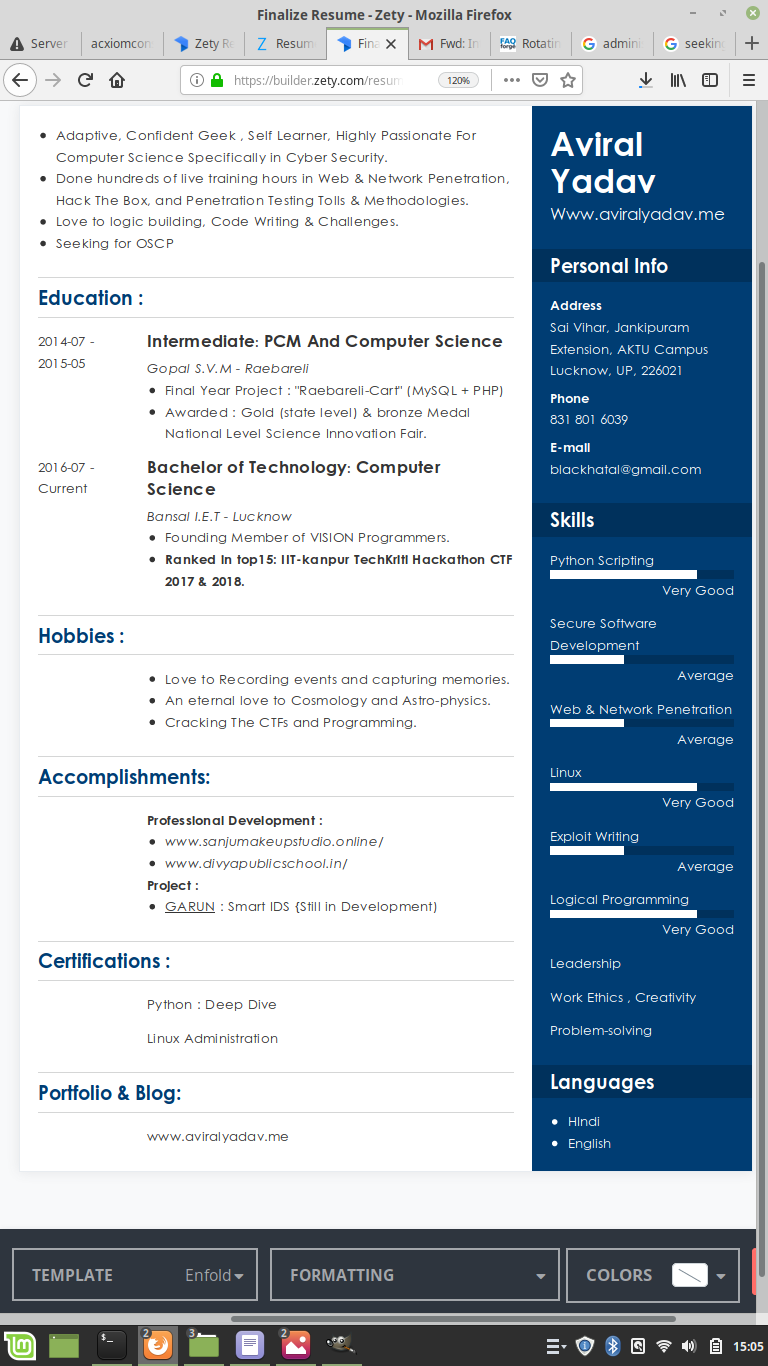 Finalize Resume - Zety - Mozilla Firefox
Server
acxiomcon
Zety Re
Resum
Fina
Fwd: In
FAQ forge
Rotatin
admini
seeking
https://builder.zety.com/resum
120%
Adaptive, Confident Geek , Self Learner, Highly Passionate For
Computer Science Specifically in Cyber Security.
Done hundreds of live training hours in Web & Network Penetration,
Hack The Box, and Penetration Testing Tolls & Methodologies.
Love to logic building, Code Writing & Challenges.
Seeking for OSCP
Education :
2014-07 -
2015-05
Intermediate: PCM And Computer Science
Gopal S.V.M - Raebareli
Final Year Project : "Raebareli-Cart" (MySQL + PHP)
Awarded : Gold (state level) & bronze Medal
National Level Science Innovation Fair.
2016-07 -
Current
Bachelor of Technology: Computer
Science
Bansal I.E.T - Lucknow
Founding Member of VISION Programmers.
Ranked In top15: IIT-kanpur TechKriti Hackathon CTF
2017 & 2018.
Hobbies :
Love to Recording events and capturing memories.
An eternal love to Cosmology and Astro-physics.
Cracking The CTFs and Programming.
Accomplishments:
Professional Development :
www.sanjumakeupstudio.online/
www.divyapublicschool.in/
Project :
GARUN : Smart IDS {Still in Development)
Certifications :
Python : Deep Dive
Linux Administration
Portfolio & Blog:
www.aviralyadav.me
Aviral
Yadav
Www.aviralyadav.me
Personal Info
Address
Sai Vihar, Jankipuram
Extension, AKTU Campus
Lucknow, UP, 226021
Phone
831 801 6039
E-mail
blackhatal@gmail.com
Skills
Python Scripting
Very Good
Secure Software
Development
Average
Web & Network Penetration
Average
Linux
Very Good
Exploit Writing
Average
Logical Programming
Very Good
Leadership
Work Ethics , Creativity
Problem-solving
Languages
HIndi
English
TEMPLATE
Enfold
FORMATTING
COLORS
$_
2
3
2
15:05